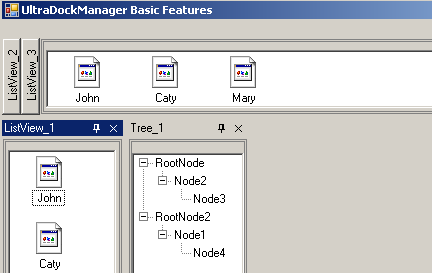 UltraDockManager Basic Features
ListView_2
ListView_3
John Caty Mary
ListView_1
Tree_1
John
Caty
RootNode
Node2
Node3
RootNode2
Node1
Node4